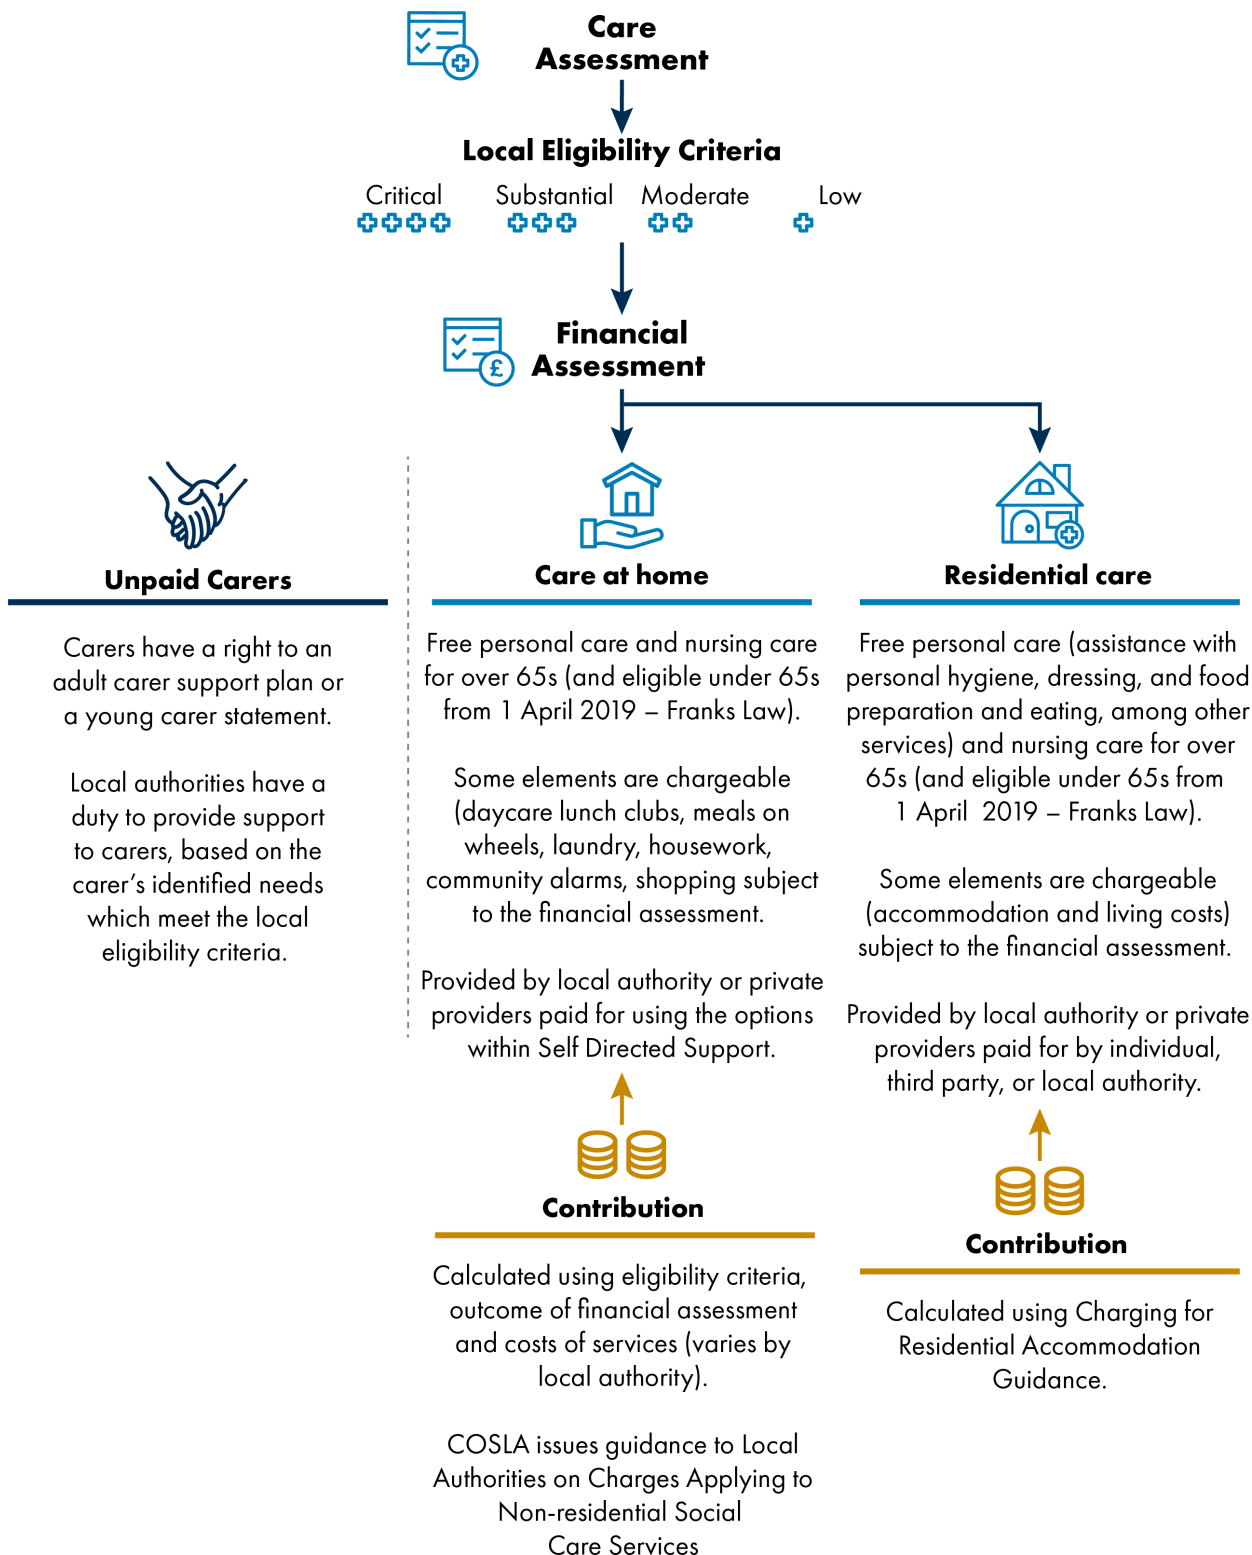 Care
Assessment
Local Eligibility Criteria
Critical
Substantial
Moderate
Low
Financial
Assessment
£
Unpaid Carers
Carers have a right to an
adult carer support plan or
a young carer statement.
Local authorities have a
duty to provide support
to carers, based on the
carer’s identified needs
which meet the local
eligibility criteria.
Care at home
Free personal care and nursing care
for over 65s (and eligible under 65s
from 1 April 2019 – Franks Law).
Some elements are chargeable
(daycare lunch clubs, meals on
wheels, laundry, housework,
community alarms, shopping subject
to the financial assessment.
Provided by local authority or private
providers paid for using the options
within Self Directed Support.
Contribution
Calculated using eligibility criteria,
outcome of financial assessment
and costs of services (varies by
local authority).
COSLA issues guidance to Local
Authorities on Charges Applying to
Non-residential Social
Care Services
Residential care
Free personal care (assistance with
personal hygiene, dressing, and food
preparation and eating, among other
services) and nursing care for over
65s (and eligible under 65s from
1 April  2019 – Franks Law).
Some elements are chargeable
(accommodation and living costs)
subject to the financial assessment.
Provided by local authority or private
providers paid for by individual,
third party, or local authority.
Contribution
Calculated using Charging for
Residential Accommodation
Guidance.